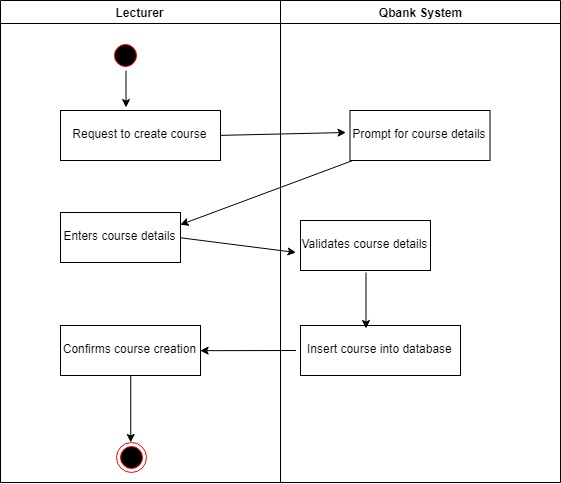 Lecturer
Qbank System
Request to create course
Prompt for course details
Enters course details
Validates course details
Confirms course creation
Insert course into database